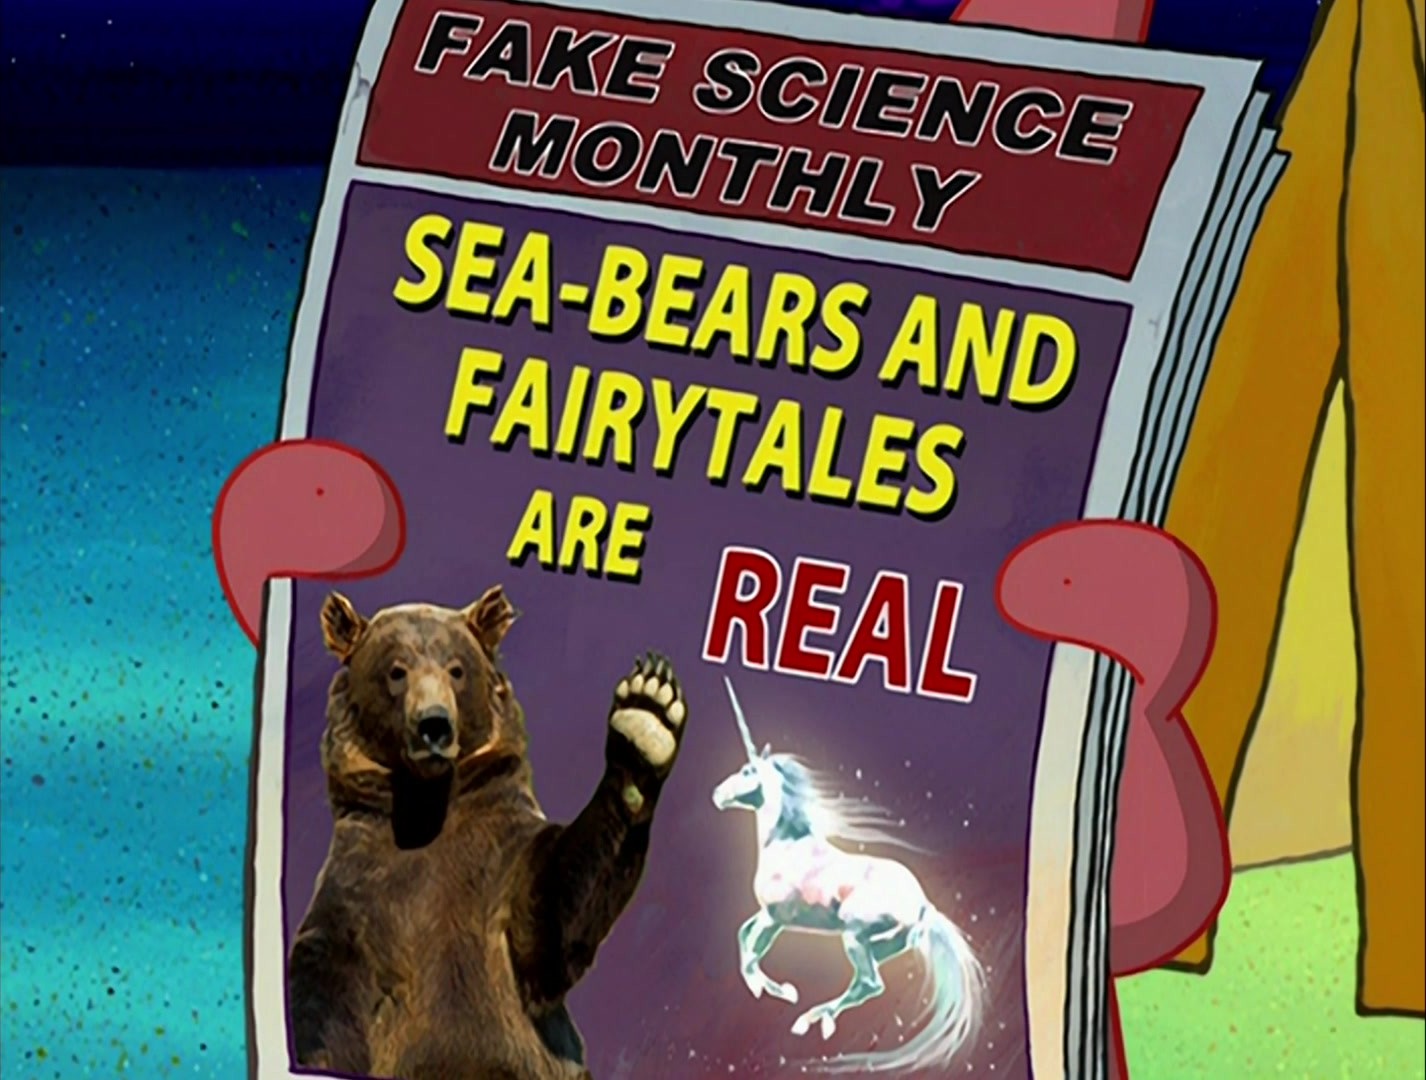 FAKE SCIENCE
MONTHLY
SEA-BEARS AND
FAIRYTALES
ARE REAL